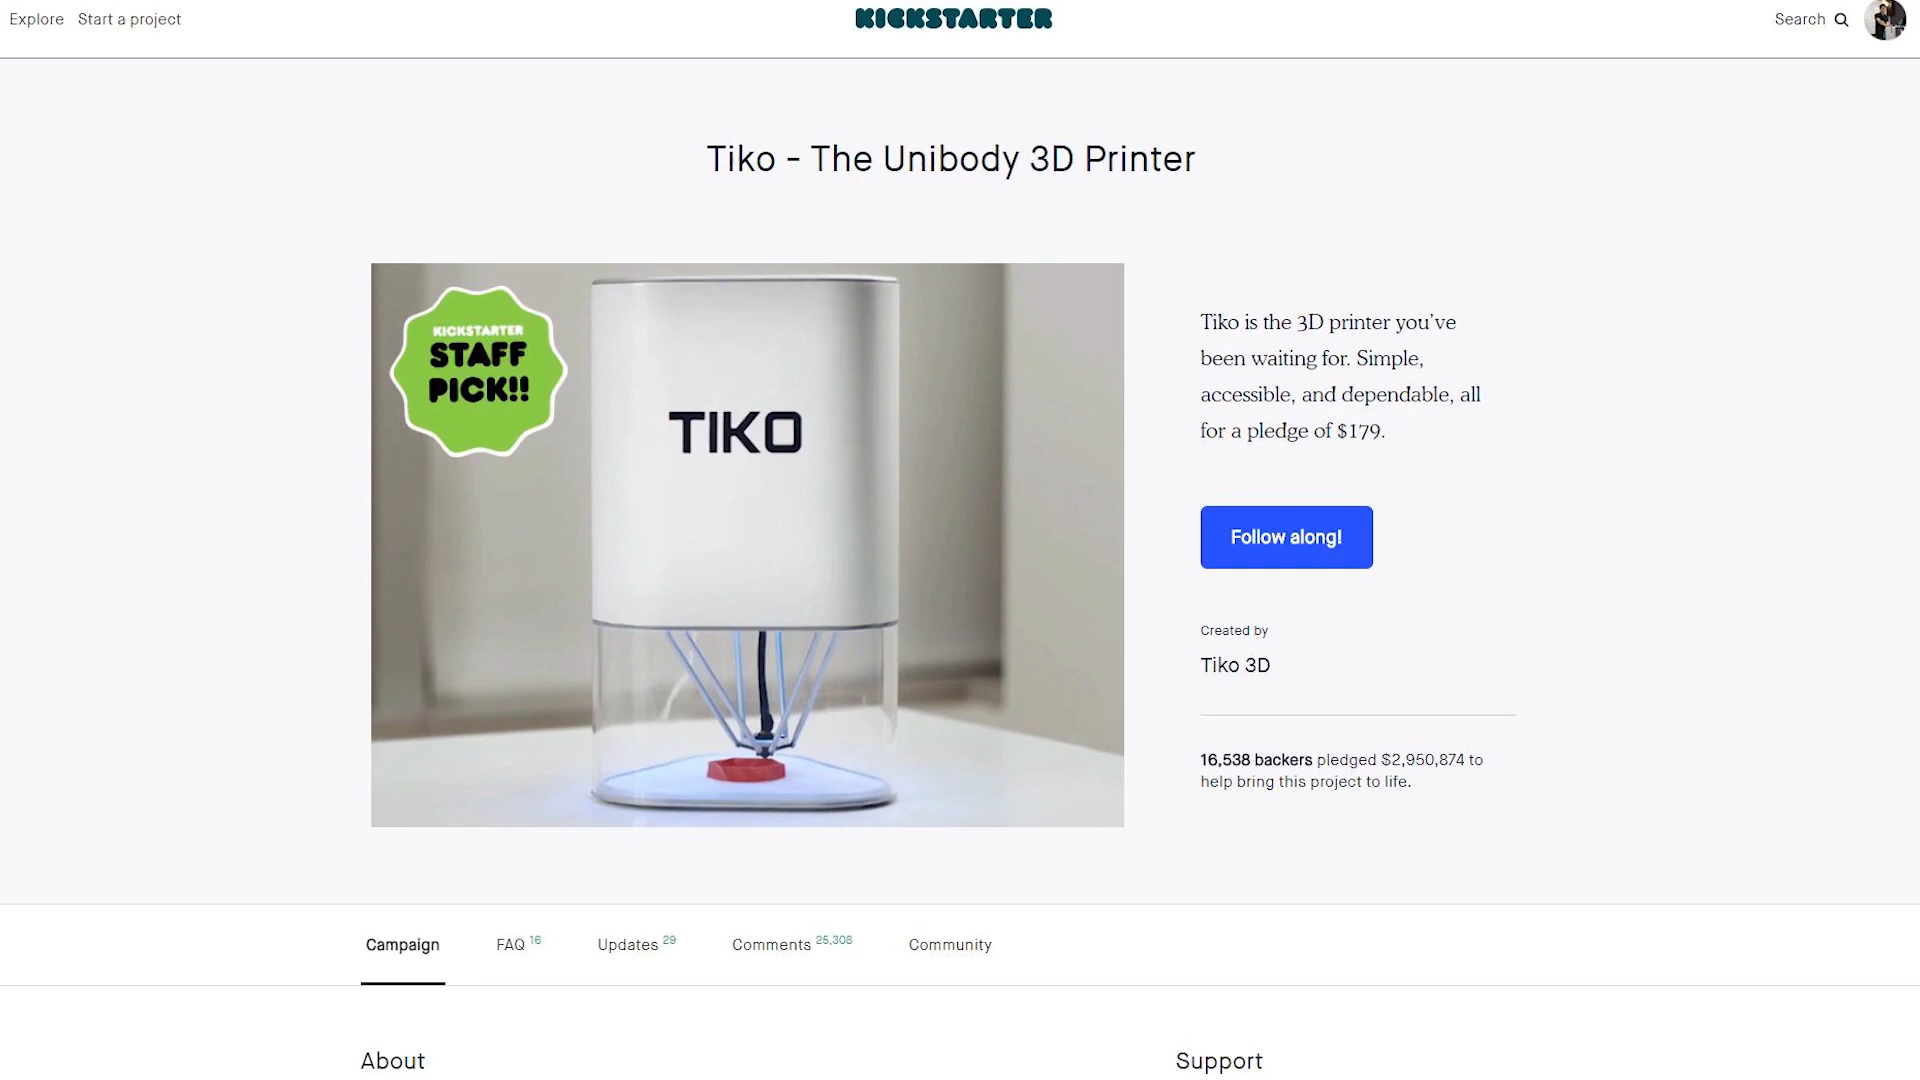 Explore Start a project
KICKSTARTER
Search
Tiko - The Unibody 3D Printer
KICKSTARTER
STAFF
PICK!!
TIKO
Tiko is the 3D printer you've
been waiting for. Simple,
accessible, and dependable, all
for a pledge of $179.
Follow along!
Created by
Tiko 3D
16,538 backers pledged $2,950,874 to
help bring this project to life.
Campaign FAQ 16 Updates 29 Comments 25,308 Community
About
Support